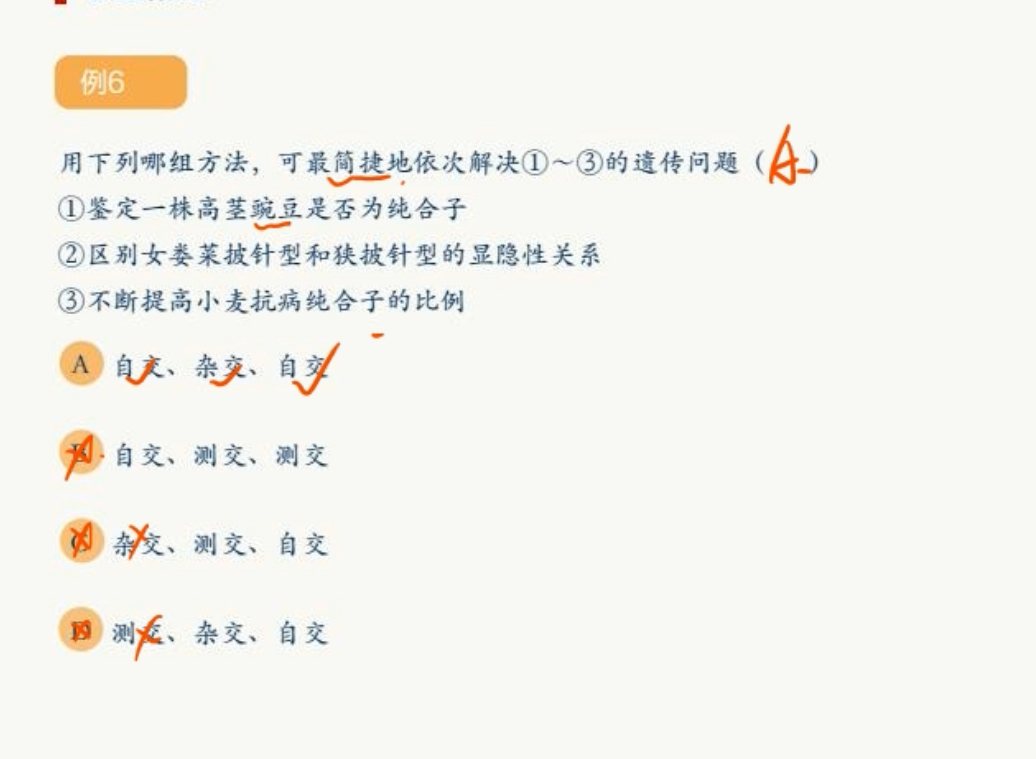 例6
用下列哪组方法，可最简捷地依次解决①～③的遗传问题（A）
①鉴定一株高茎豌豆是否为纯合子
②区别女娄菜披针型和狭披针型的显隐性关系
③不断提高小麦抗病纯合子的比例
A 自交、杂交、自交
B 自交、测交、测交
C 杂交、测交、自交
D 测交、杂交、自交